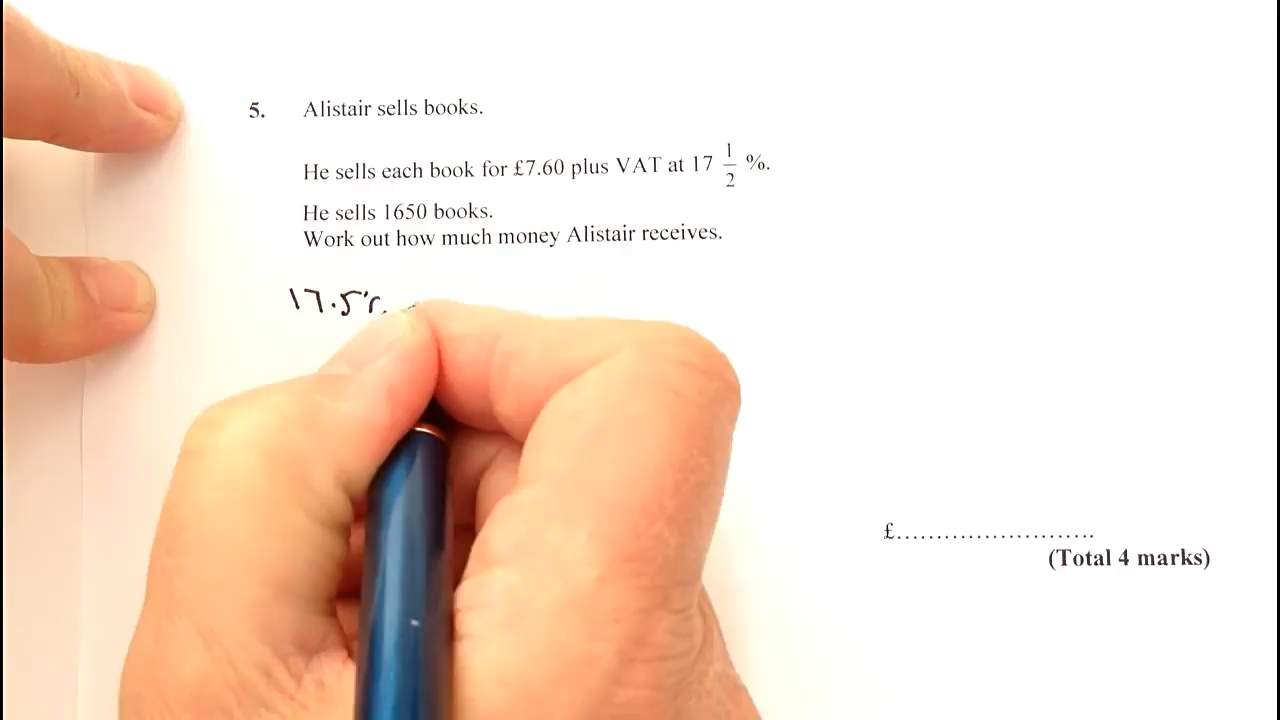 5. Alistair sells books.
He sells each book for £7.60 plus VAT at 17 1/2 %.
He sells 1650 books.
Work out how much money Alistair receives.
17.5%
£..........................
(Total 4 marks)